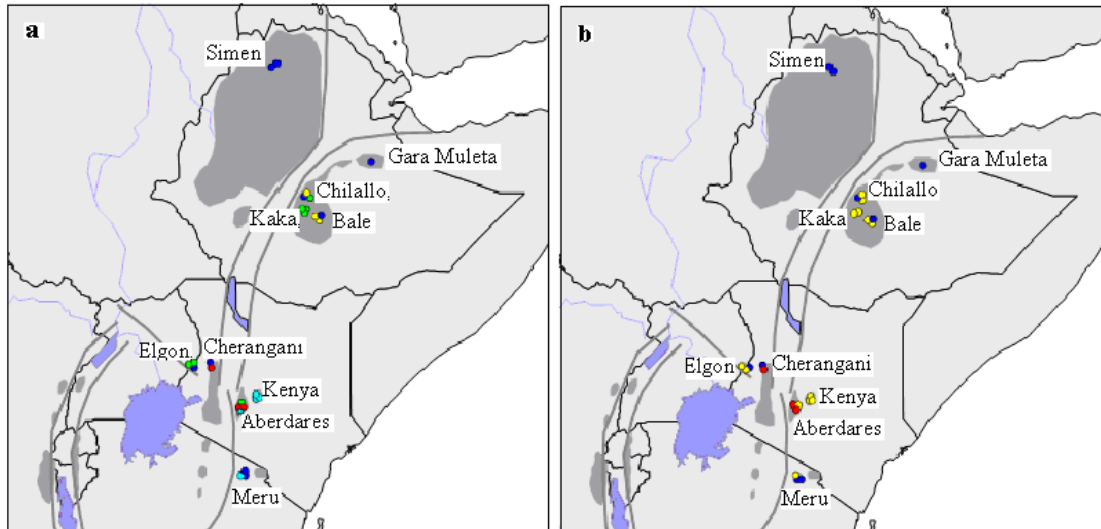 a
Simen
Gara Muleta
Chilallo,
Kaka,
Bale
Elgon,
Cherangani
Kenya
Aberdares
Meru
b
Simen
Gara Muleta
Chilallo
Kaka
Bale
Elgon
Cherangani
Kenya
Aberdares
Meru